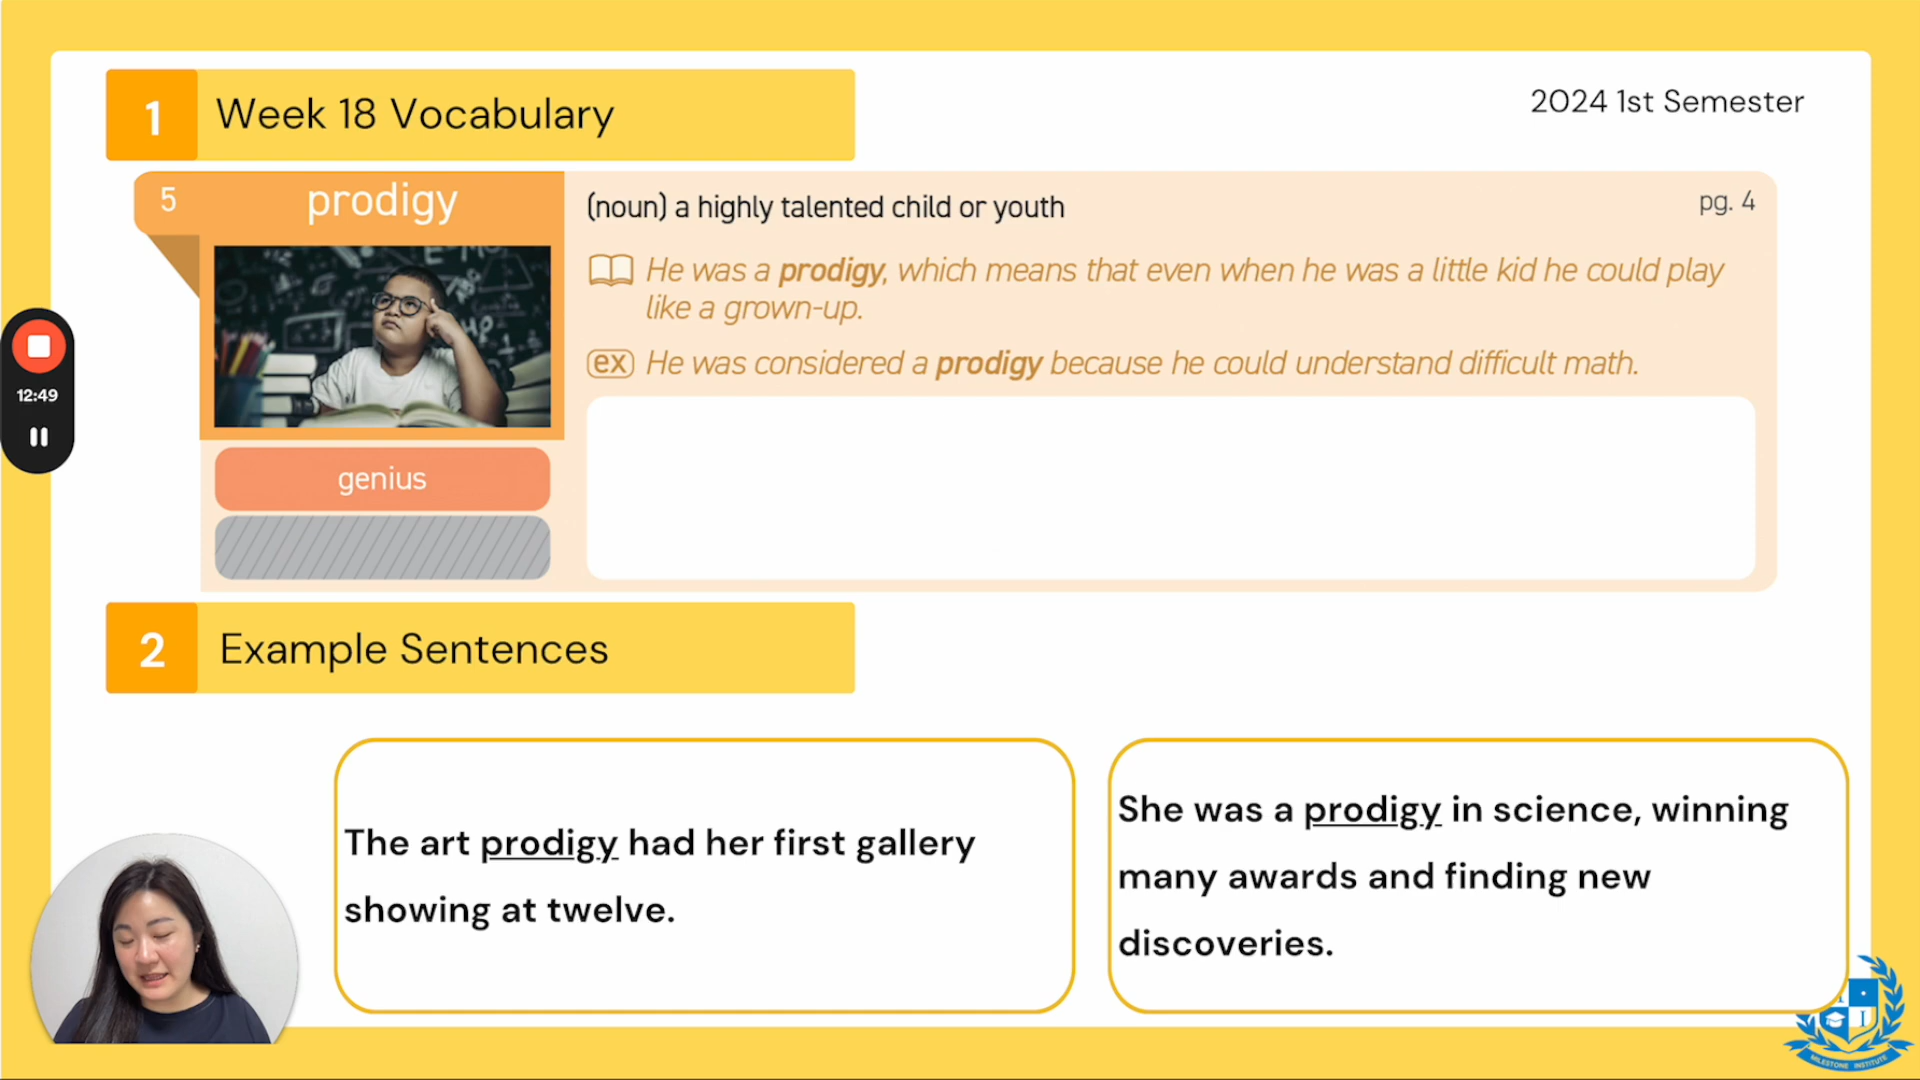 1
Week 18 Vocabulary
2024 1st Semester
5
prodigy
(noun) a highly talented child or youth
pg. 4
He was a prodigy, which means that even when he was a little kid he could play
like a grown-up.
ex He was considered a prodigy because he could understand difficult math.
12:49
genius
2
Example Sentences
The art prodigy had her first gallery
showing at twelve.
She was a prodigy in science, winning
many awards and finding new
discoveries.
MILESTONE INSTITUTE